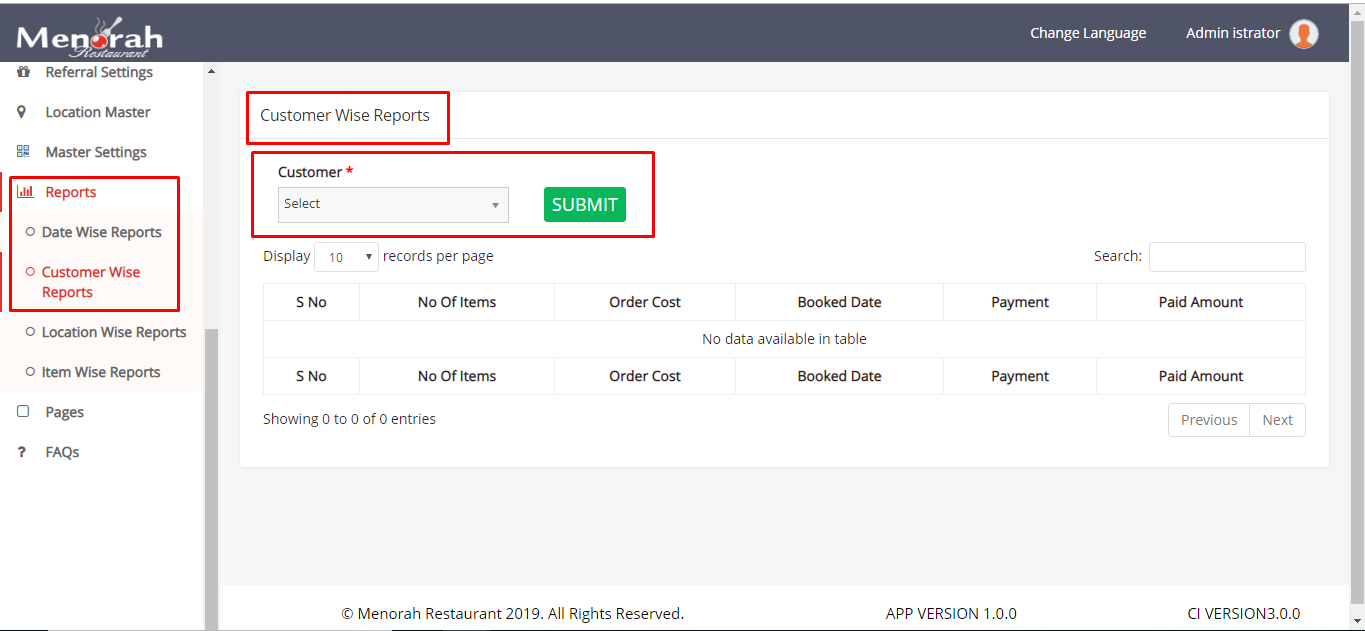 Menorah
Restaurant
Change Language
Admin istrator
Referral Settings
Location Master
Master Settings
Reports
Date Wise Reports
Customer Wise
Reports
Location Wise Reports
Item Wise Reports
Pages
? FAQs
Customer Wise Reports
Customer *
Select
SUBMIT
Display 10 records per page
Search:
S No No Of Items Order Cost Booked Date Payment Paid Amount
No data available in table
S No No Of Items Order Cost Booked Date Payment Paid Amount
Showing 0 to 0 of 0 entries
Previous Next
© Menorah Restaurant 2019. All Rights Reserved. APP VERSION 1.0.0 CI VERSION3.0.0